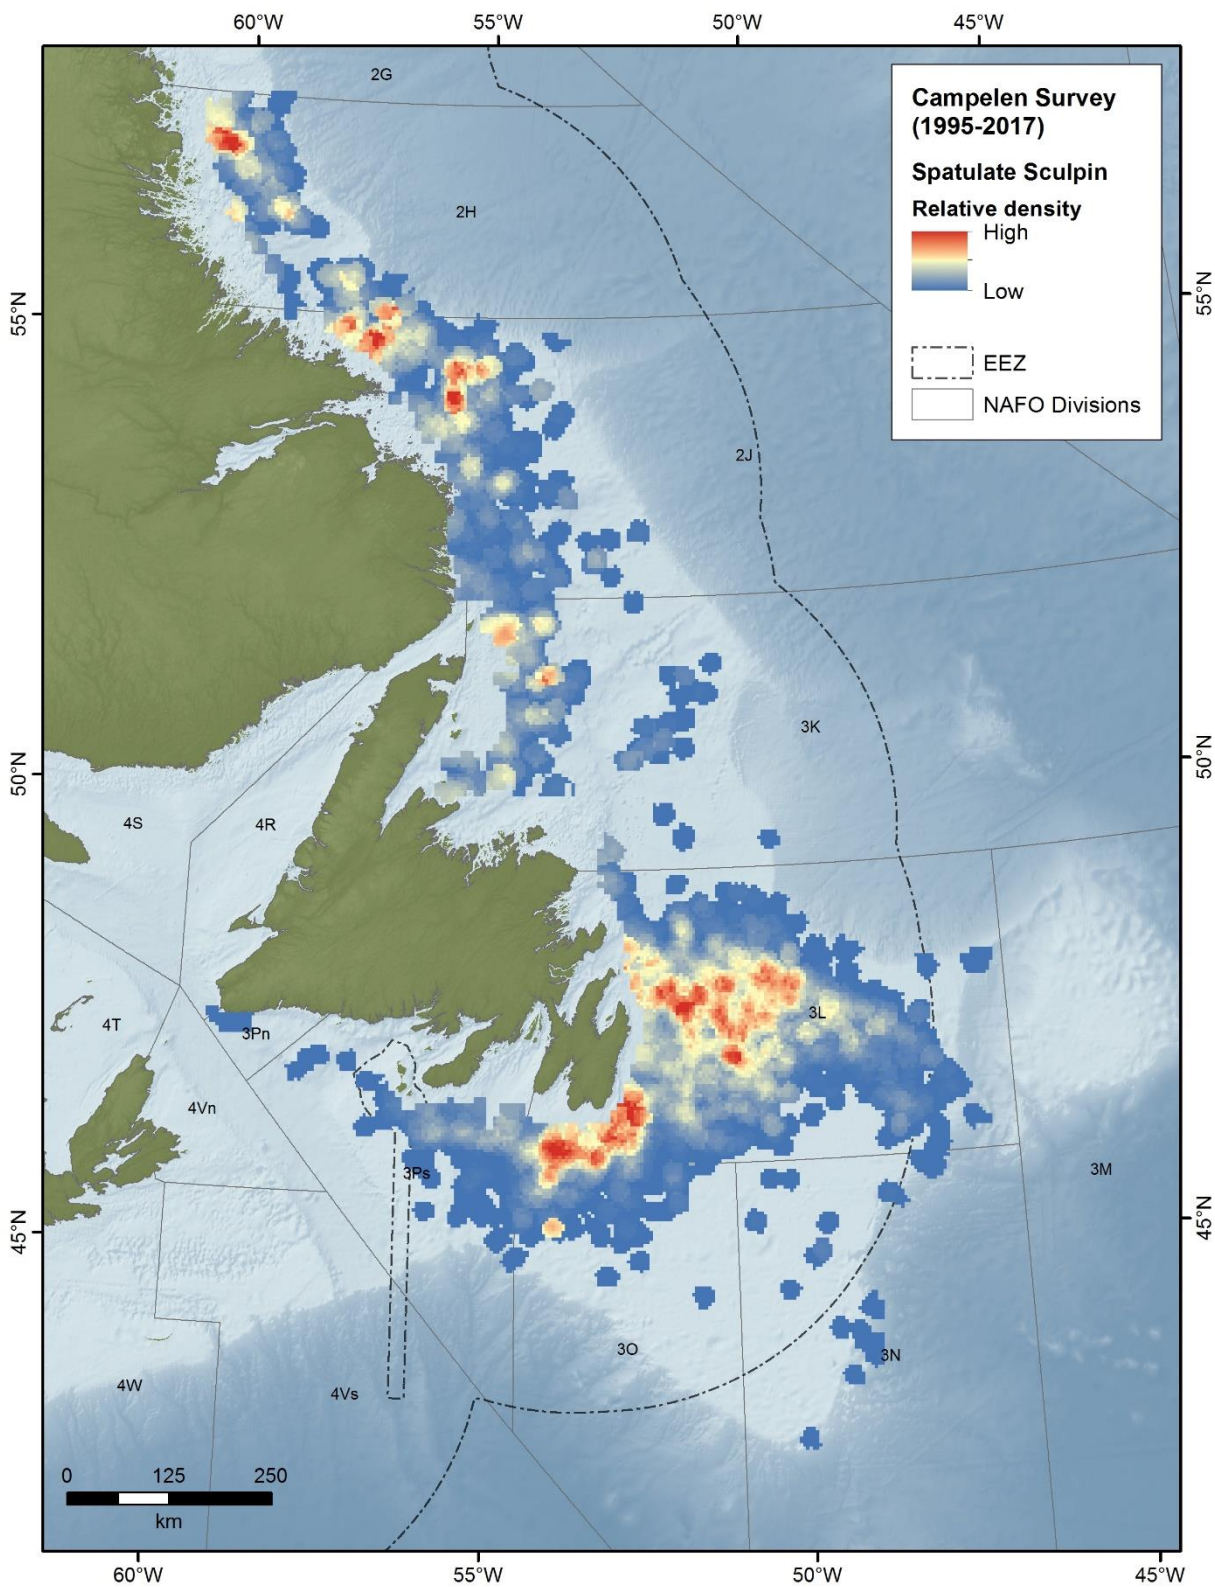 60°W 55°W 50°W 45°W
2G
Campelen Survey
(1995-2017)
Spatulate Sculpin
Relative density
High
Low
EEZ
NAFO Divisions
2H
55°N
55°N
2J
3K
50°N
50°N
4S
4R
3L
4T
3Pn
4Vn
3Ps
3M
45°N
45°N
3O
3N
4W
4Vs
0 125 250
km
60°W 55°W 50°W 45°W